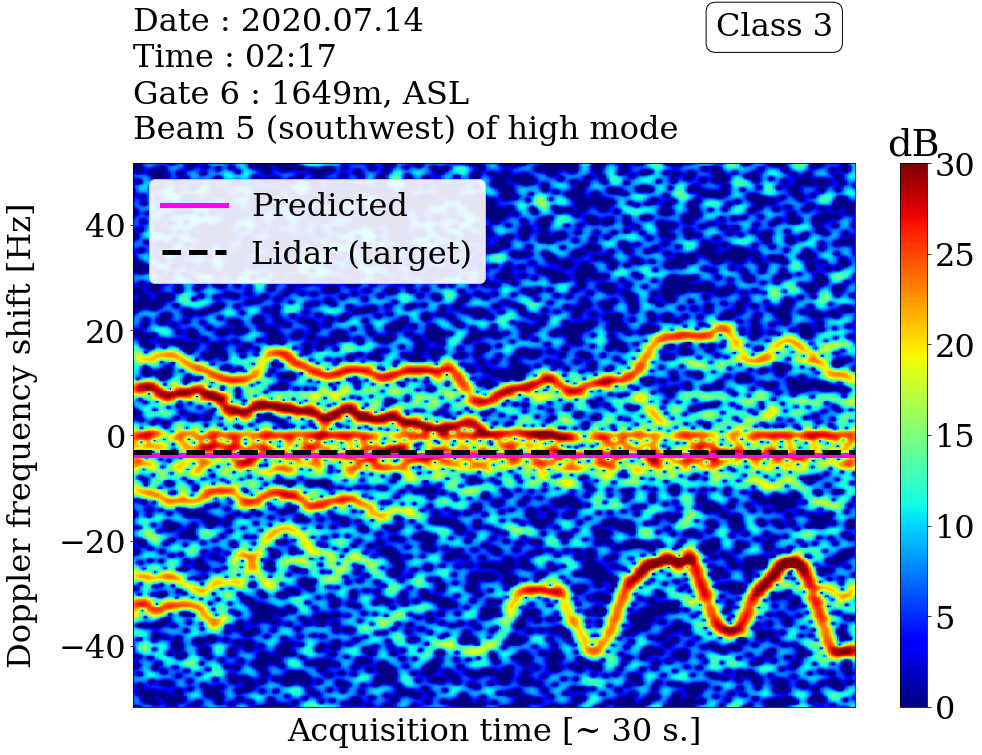 Date : 2020.07.14
Time : 02:17
Gate 6 : 1649m, ASL
Beam 5 (southwest) of high mode
Class 3
dB
Predicted
Lidar (target)
Doppler frequency shift [Hz]
40
20
0
−20
−40
30
25
20
15
10
5
0
Acquisition time [~ 30 s.]